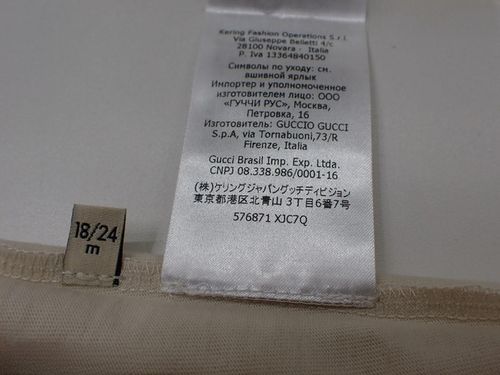 Kering Fashion Operations S.r.l.
Via Giuseppe Belletti 4/c
28100 Novara - Italia
P. Iva 13364840150
Символы по уходу: см.
вшивной ярлык
Импортер и уполномоченное
изготовителем лицо: ООО
«ГУЧЧИ РУС», Москва,
Петровка, 16
Изготовитель: GUCCIO GUCCI
S.p.A, via Tornabuoni,73/R
Firenze, Italia
Gucci Brasil Imp. Exp. Ltda.
CNPJ 08.338.986/0001-16
(株)ケリングジャパングッチディビジョン
東京都港区北青山 3丁目6番7号
576871 XJC7Q
18/24
m